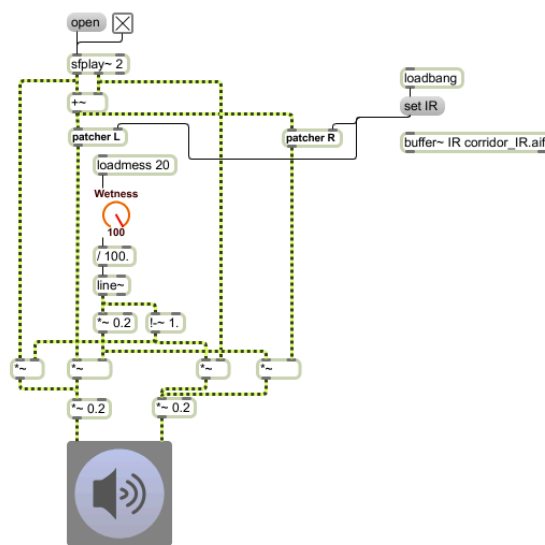 open
sfplay~ 2
loadbang
+~
set IR
patcher L
patcher R
buffer~ IR corridor_IR.aif
loadmess 20
Wetness
100
/ 100.
line~
*~ 0.2
!-~ 1.
*~
*~
*~
*~
*~ 0.2
*~ 0.2